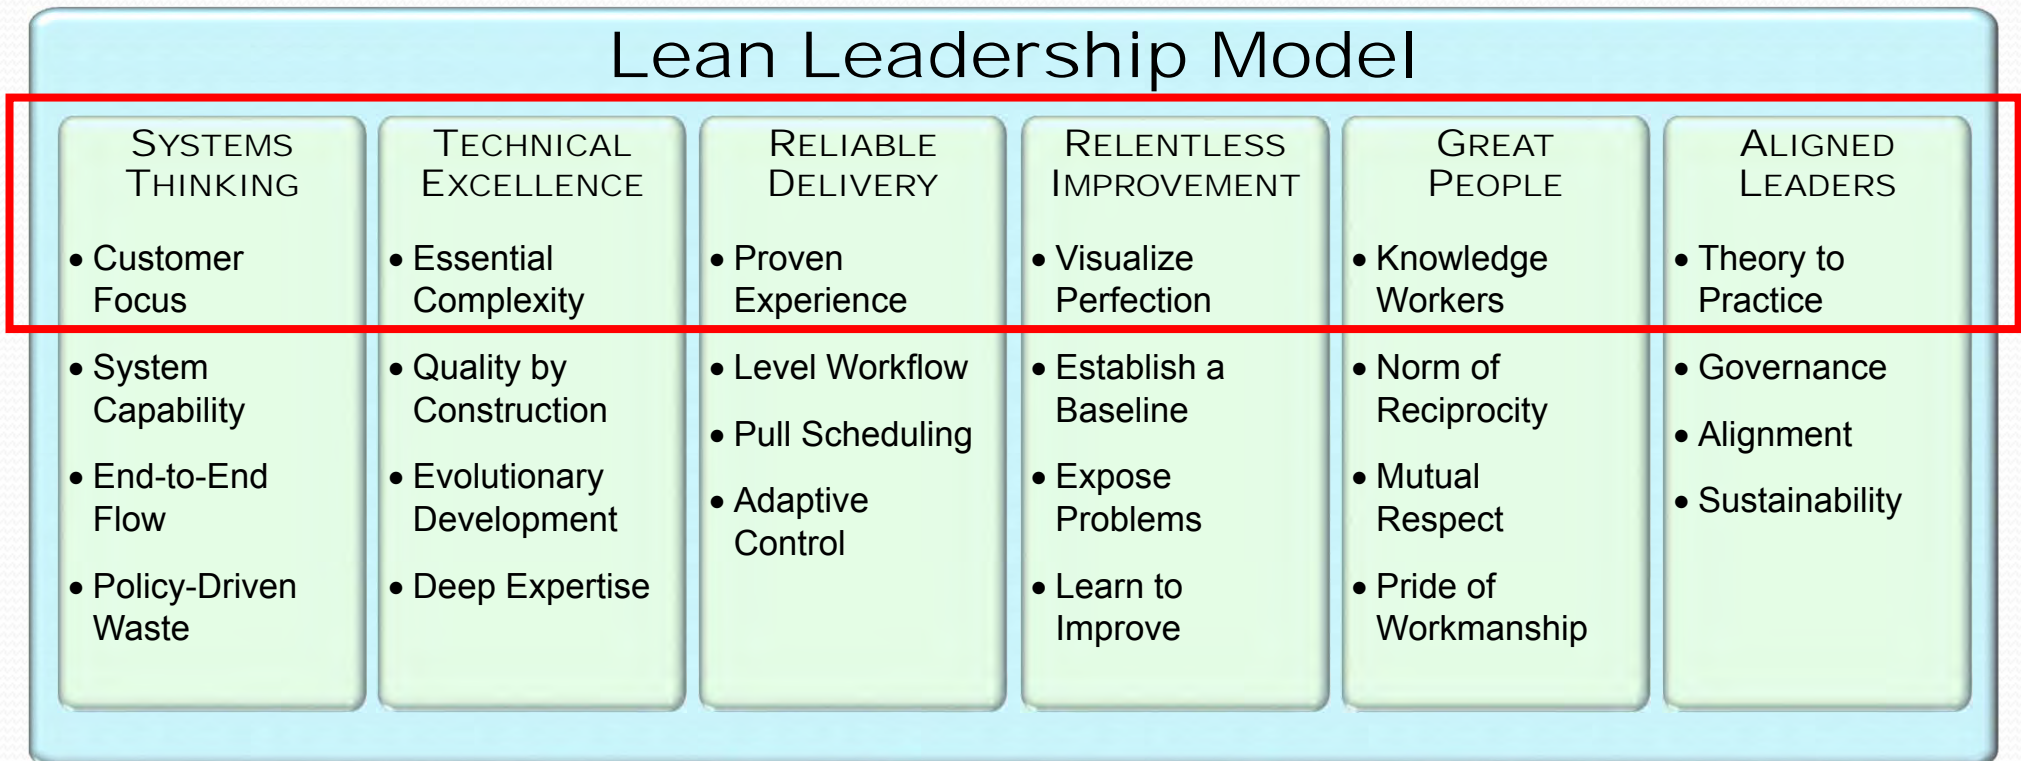 Lean Leadership Model
SYSTEMS
THINKING
• Customer
Focus
• System
Capability
• End-to-End
Flow
• Policy-Driven
Waste
TECHNICAL
EXCELLENCE
• Essential
Complexity
• Quality by
Construction
• Evolutionary
Development
• Deep Expertise
RELIABLE
DELIVERY
• Proven
Experience
• Level Workflow
• Pull Scheduling
• Adaptive
Control
RELENTLESS
IMPROVEMENT
• Visualize
Perfection
• Establish a
Baseline
• Expose
Problems
• Learn to
Improve
GREAT
PEOPLE
• Knowledge
Workers
• Norm of
Reciprocity
• Mutual
Respect
• Pride of
Workmanship
ALIGNED
LEADERS
• Theory to
Practice
• Governance
• Alignment
• Sustainability